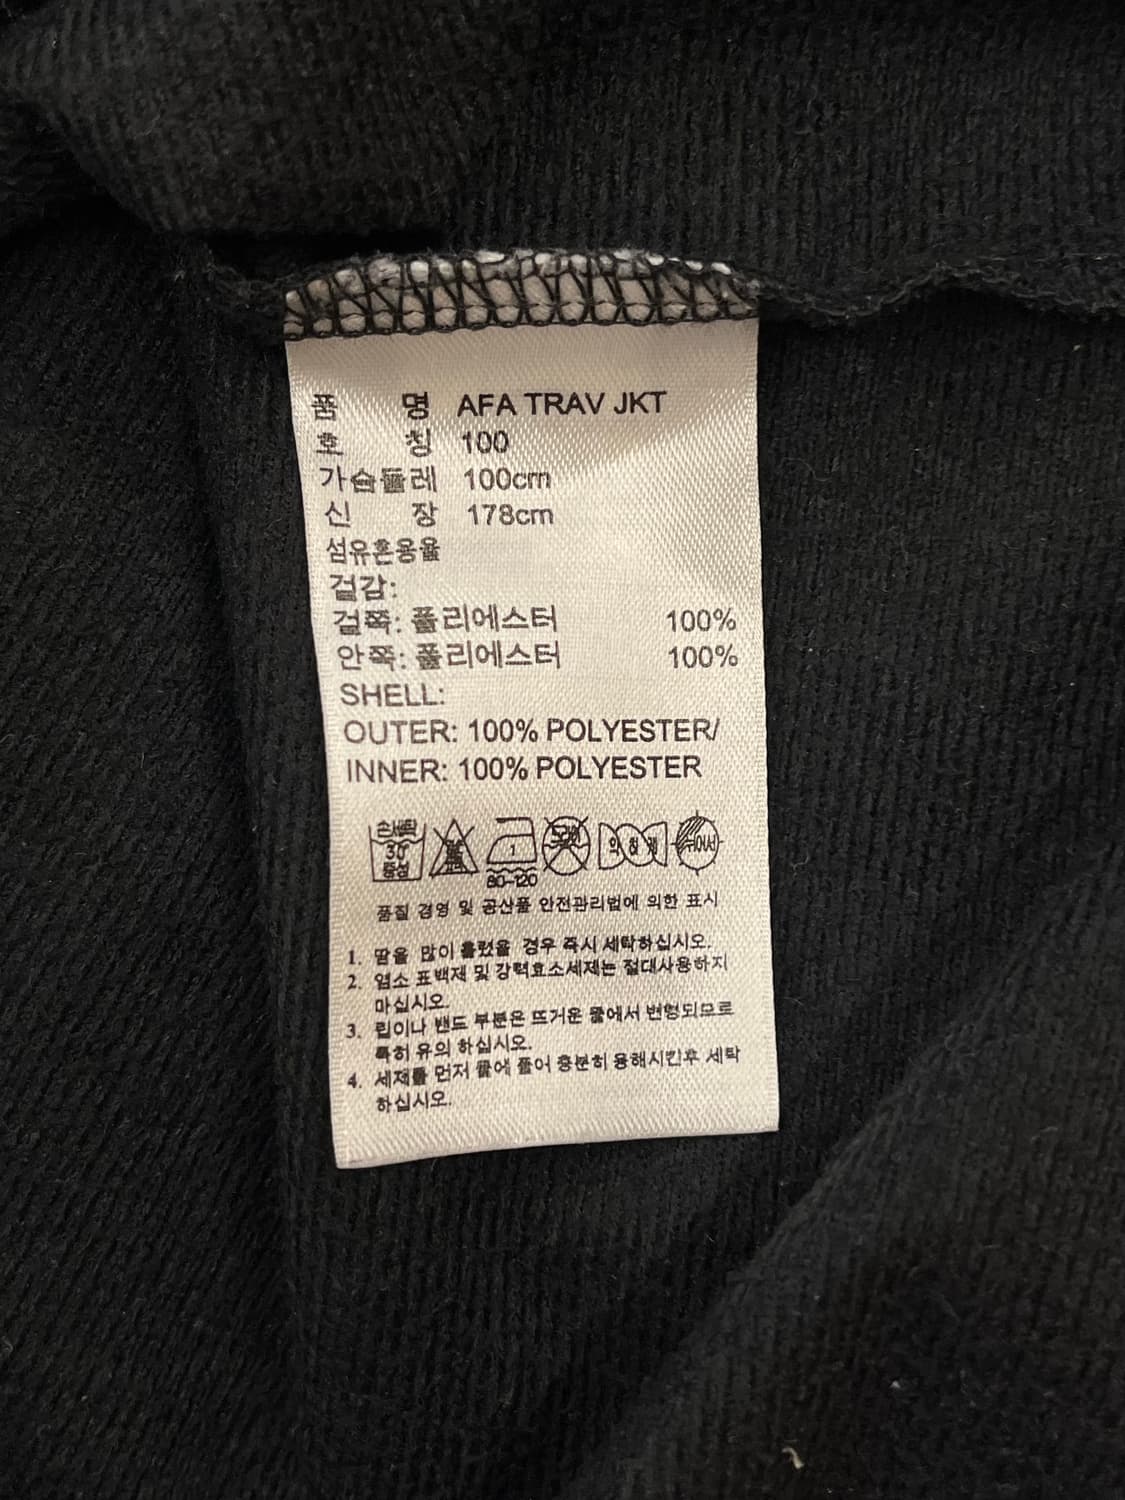 품 명 AFA TRAV JKT
호 칭 100
가슴둘레 100cm
신 장 178cm
섬유혼용율
겉감:
겉쪽: 폴리에스터 100%
안쪽: 폴리에스터 100%
SHELL:
OUTER: 100% POLYESTER/
INNER: 100% POLYESTER
손세탁 30 중성 1 80-120 드라이 뉘어서
품질 경영 및 공산품 안전관리법에 의한 표시
1. 땀을 많이 흘렸을 경우 즉시 세탁하십시오.
2. 염소 표백제 및 강력효소세제는 절대사용하지
마십시오.
3. 립이나 밴드 부분은 뜨거운 물에서 변형되므로
특히 유의 하십시오.
4. 세제를 먼저 물에 풀어 충분히 용해시킨후 세탁
하십시오.